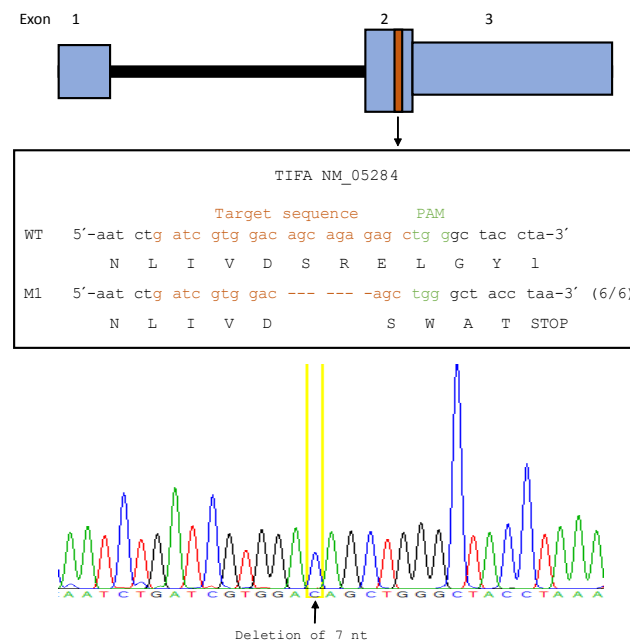 Exon 1 2 3
TIFA NM_05284
Target sequence PAM
WT 5′-aat ctg atc gtg gac agc aga gag ctg ggc tac cta-3′
N L I V D S R E L G Y l
M1 5′-aat ctg atc gtg gac --- --- -agc tgg gct acc taa-3′ (6/6)
N L I V D S W A T STOP
AATCTGATCGTGGACAGCTGGGCTACCTAAA
Deletion of 7 nt